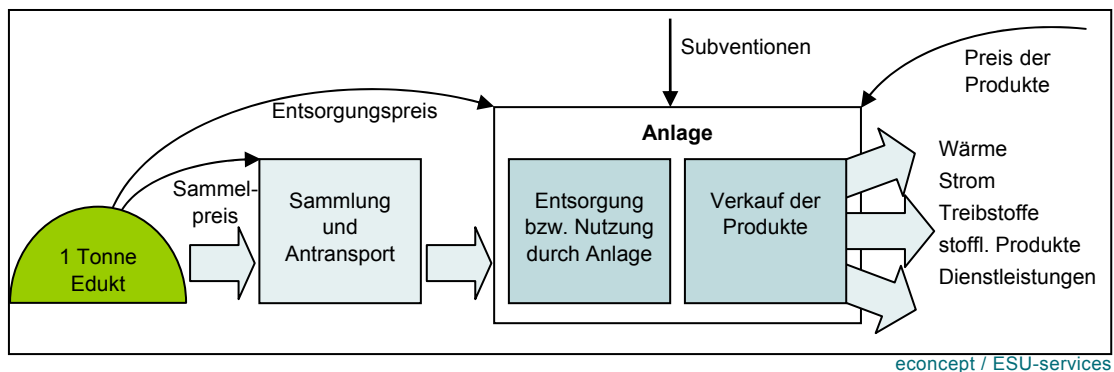 Subventionen
Preis der
Produkte
Entsorgungspreis
Anlage
Sammel-
preis
1 Tonne
Edukt
Sammlung
und
Antransport
Entsorgung
bzw. Nutzung
durch Anlage
Verkauf der
Produkte
Wärme
Strom
Treibstoffe
stoffl. Produkte
Dienstleistungen
econcept / ESU-services